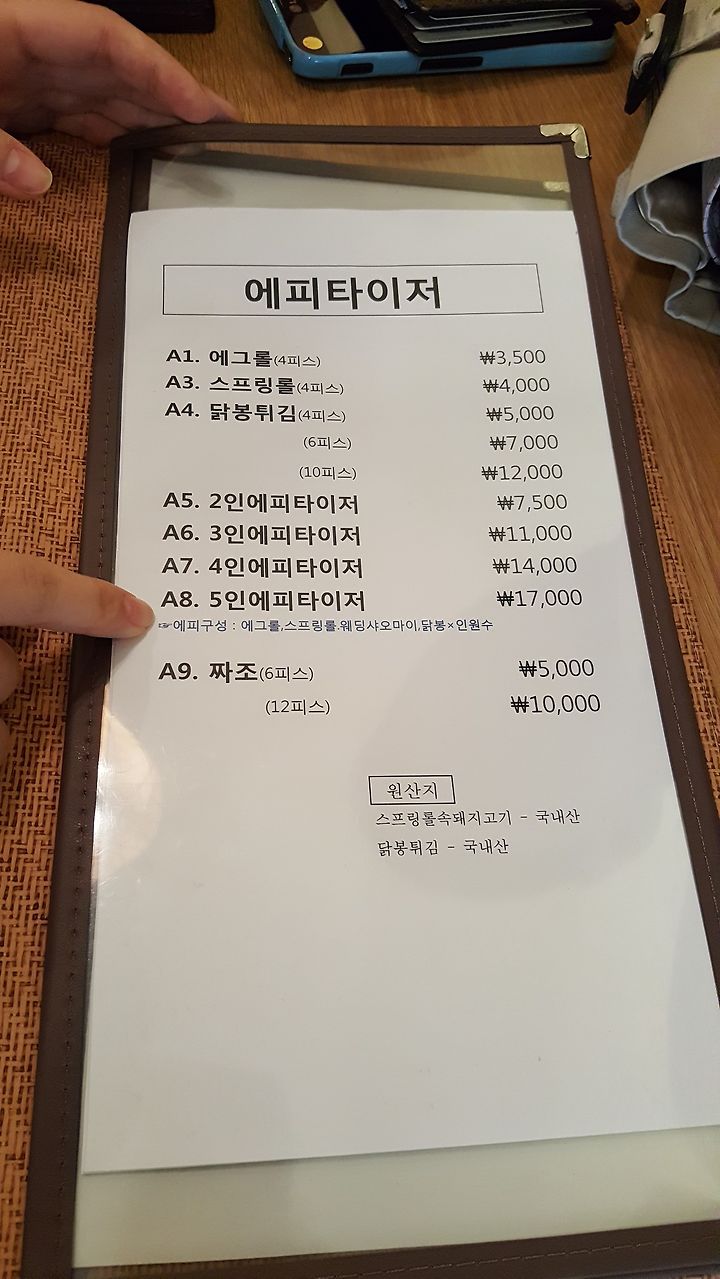 에피타이저
A1. 에그롤(4피스) ₩3,500
A3. 스프링롤(4피스) ₩4,000
A4. 닭봉튀김(4피스) ₩5,000
(6피스) ₩7,000
(10피스) ₩12,000
A5. 2인에피타이저 ₩7,500
A6. 3인에피타이저 ₩11,000
A7. 4인에피타이저 ₩14,000
A8. 5인에피타이저 ₩17,000
☞에피구성 : 에그롤,스프링롤.웨딩샤오마이,닭봉×인원수
A9. 짜조(6피스) ₩5,000
(12피스) ₩10,000
원산지
스프링롤속돼지고기 - 국내산
닭봉튀김 - 국내산